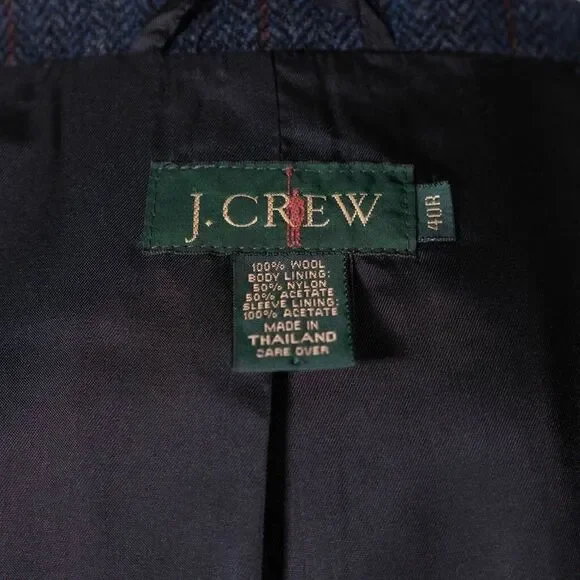 J.CREW
40R
100% WOOL
BODY LINING:
50% NYLON
50% ACETATE
SLEEVE LINING:
100% ACETATE
MADE IN
THAILAND
CARE OVER